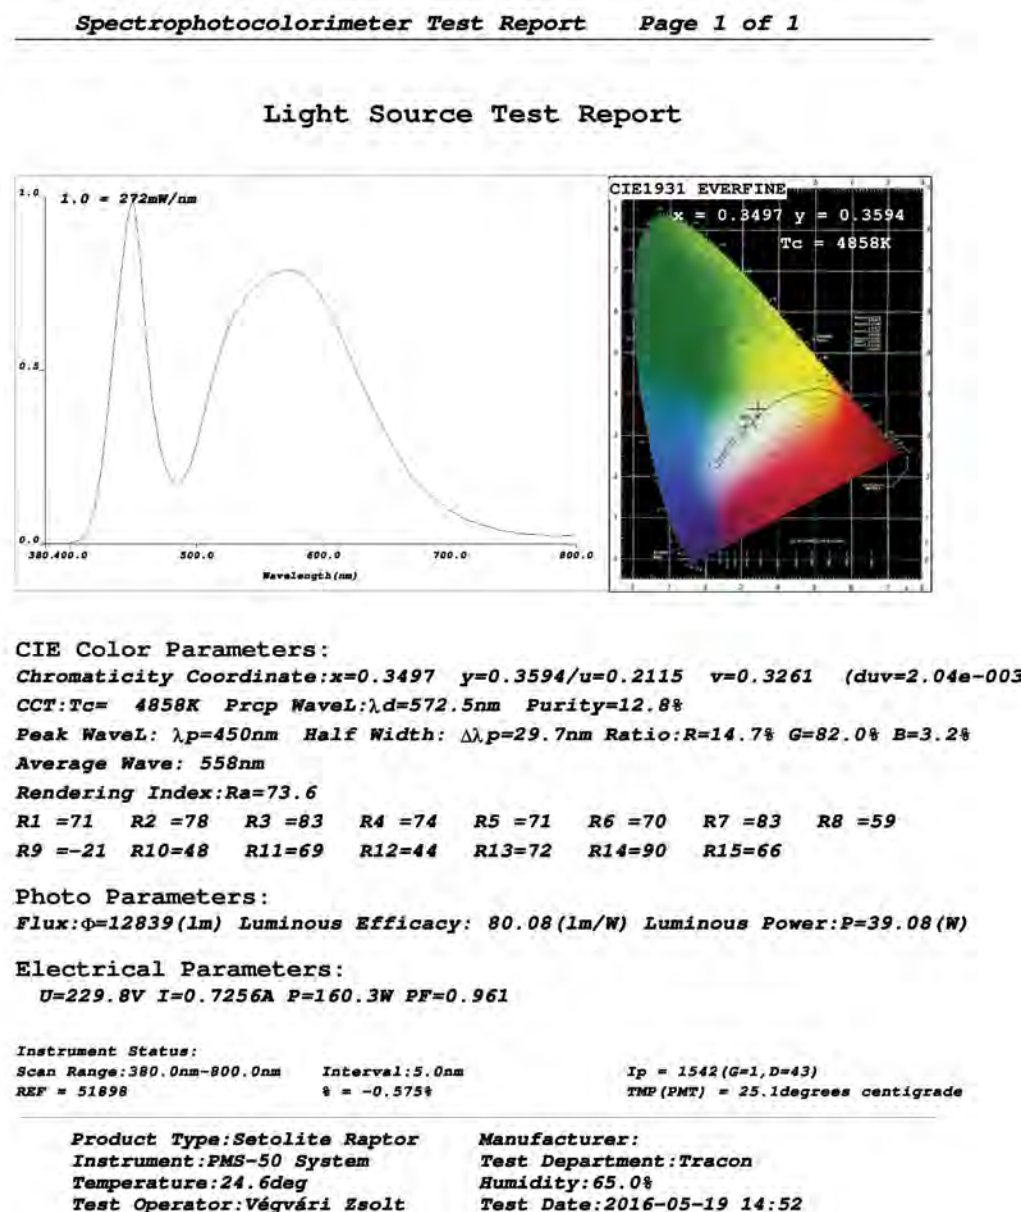 Spectrophotocolorimeter Test Report Page 1 of 1
Light Source Test Report
1.0
1.0 = 272mW/nm
0.5
0.0
380.400.0 500.0 600.0 700.0 800.0
Wavelength(nm)
CIE1931 EVERFINE
x = 0.3497 y = 0.3594
Tc = 4858K
CIE Color Parameters:
Chromaticity Coordinate:x=0.3497 y=0.3594/u=0.2115 v=0.3261 (duv=2.04e-003
CCT:Tc= 4858K Prcp WaveL:λd=572.5nm Purity=12.8%
Peak WaveL: λp=450nm Half Width: Δλp=29.7nm Ratio:R=14.7% G=82.0% B=3.2%
Average Wave: 558nm
Rendering Index:Ra=73.6
R1 =71 R2 =78 R3 =83 R4 =74 R5 =71 R6 =70 R7 =83 R8 =59
R9 =-21 R10=48 R11=69 R12=44 R13=72 R14=90 R15=66
Photo Parameters:
Flux:Φ=12839(lm) Luminous Efficacy: 80.08(lm/W) Luminous Power:P=39.08(W)
Electrical Parameters:
U=229.8V I=0.7256A P=160.3W PF=0.961
Instrument Status:
Scan Range:380.0nm-800.0nm Interval:5.0nm Ip = 1542(G=1,D=43)
REF = 51898 % = -0.575% TMP(PMT) = 25.1degrees centigrade
Product Type:Setolite Raptor Manufacturer:
Instrument:PMS-50 System Test Department:Tracon
Temperature:24.6deg Humidity:65.0%
Test Operator:Végvári Zsolt Test Date:2016-05-19 14:52